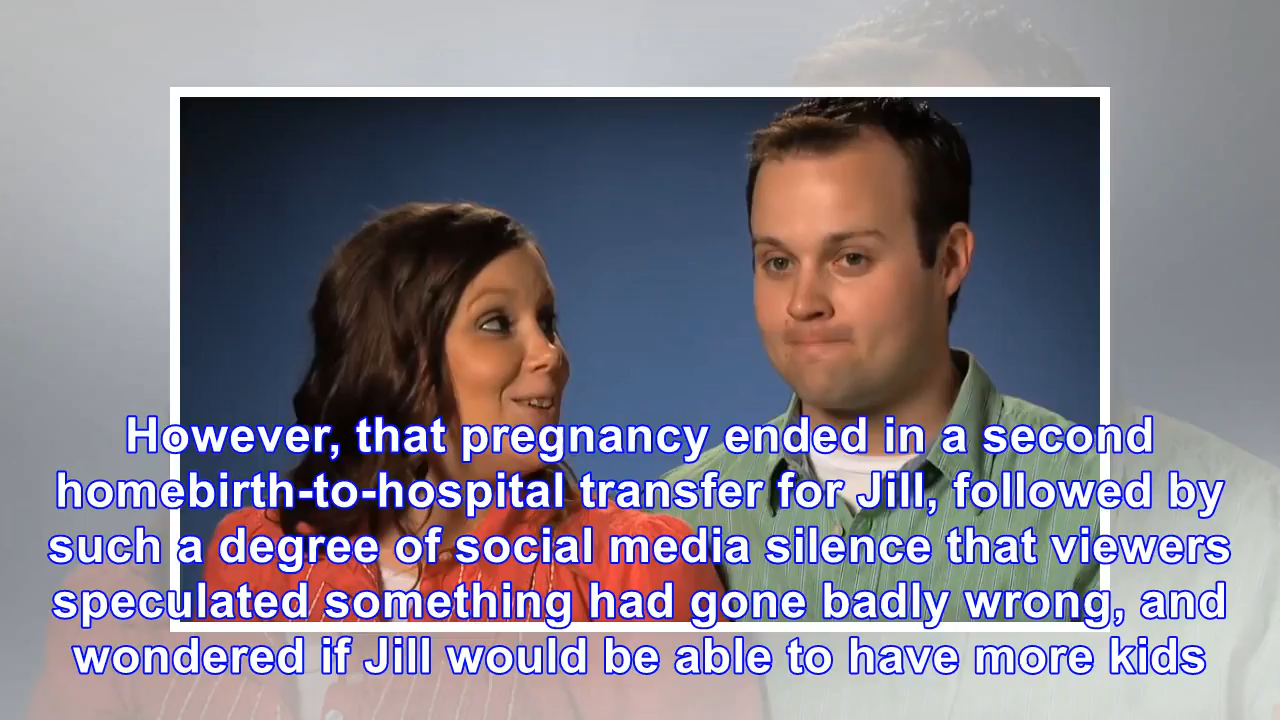 However, that pregnancy ended in a second
homebirth-to-hospital transfer for Jill, followed by
such a degree of social media silence that viewers
speculated something had gone badly wrong, and
wondered if Jill would be able to have more kids